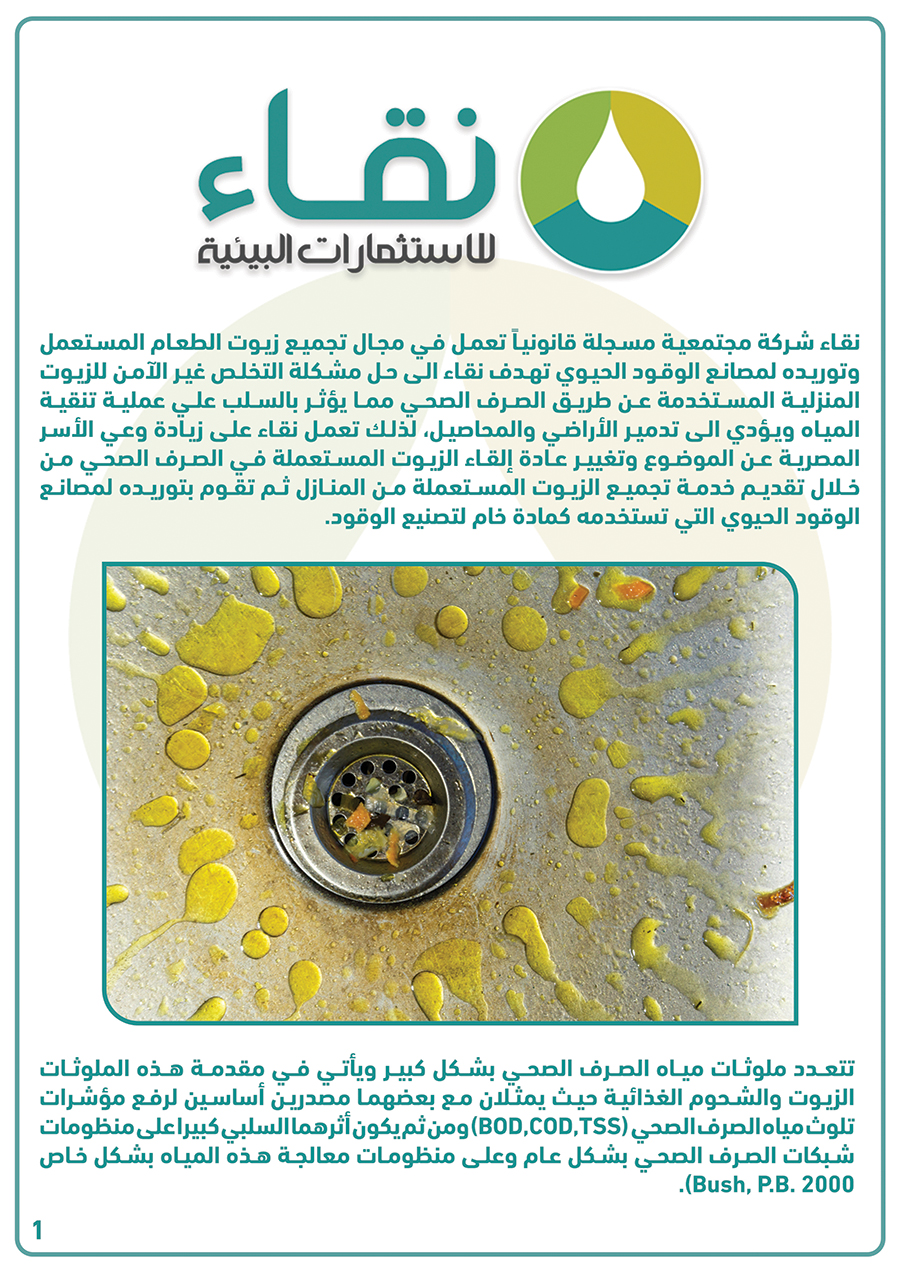 نقاء
للاستثمارات البيئية
نقاء شركة مجتمعية مسجلة قانونياً تعمل في مجال تجميع زيوت الطعام المستعمل
وتوريده لمصانع الوقود الحيوي تهدف نقاء الى حل مشكلة التخلص غير الآمن للزيوت
المنزلية المستخدمة عن طريق الصرف الصحي مما يؤثر بالسلب علي عملية تنقية
المياه ويؤدي الى تدمير الأراضي والمحاصيل، لذلك تعمل نقاء على زيادة وعي الأسر
المصرية عن الموضوع وتغيير عادة إلقاء الزيوت المستعملة في الصرف الصحي من
خلال تقديم خدمة تجميع الزيوت المستعملة من المنازل ثم تقوم بتوريده لمصانع
الوقود الحيوي التي تستخدمه كمادة خام لتصنيع الوقود.
تتعدد ملوثات مياه الصرف الصحي بشكل كبير ويأتي في مقدمة هذه الملوثات
الزيوت والشحوم الغذائية حيث يمثلان مع بعضهما مصدرين أساسين لرفع مؤشرات
تلوث مياه الصرف الصحي (BOD,COD,TSS) ومن ثم يكون أثرهما السلبي كبيرا على منظومات
شبكات الصرف الصحي بشكل عام وعلى منظومات معالجة هذه المياه بشكل خاص
Bush, P.B. 2000).
1